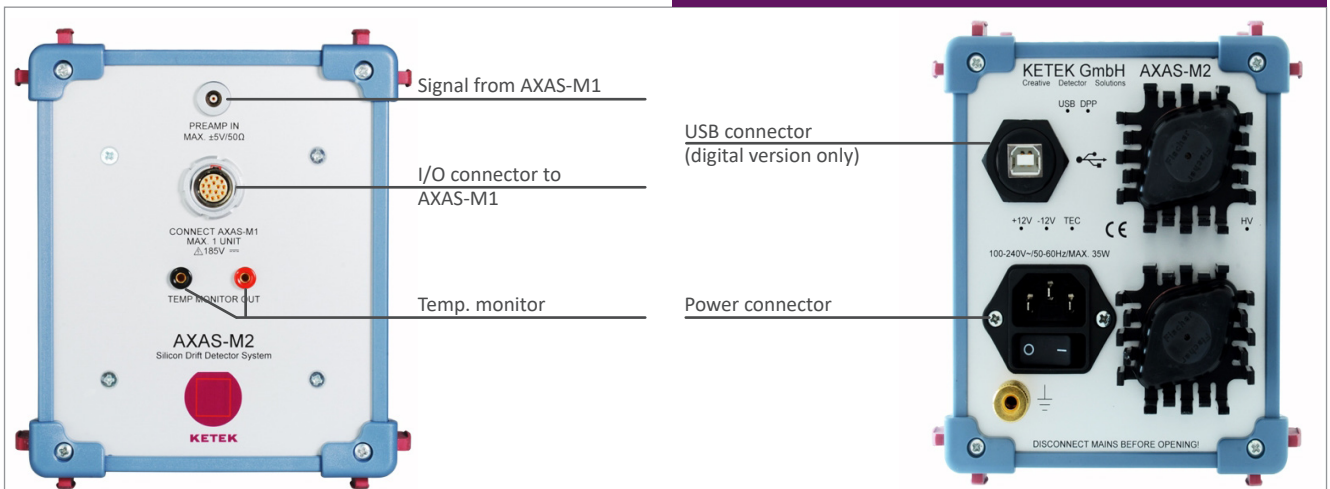 Signal from AXAS-M1
PREAMP IN
MAX. ±5V/50Ω
I/O connector to
AXAS-M1
CONNECT AXAS-M1
MAX. 1 UNIT
⚠185V ⎓
TEMP MONITOR OUT
Temp. monitor
AXAS-M2
Silicon Drift Detector System
KETEK
KETEK GmbH AXAS-M2
Creative Detector Solutions
USB DPP
USB connector
(digital version only)
+12V -12V TEC
CE
HV
100-240V~/50-60Hz/MAX. 35W
Power connector
O –
DISCONNECT MAINS BEFORE OPENING!